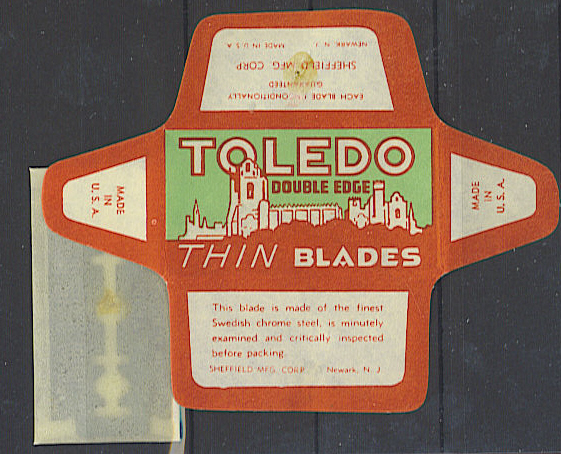 NEWARK, N. J. MADE IN U.S.A.
SHEFFIELD MFG. CORP
GUARANTEED
EACH BLADE UNCONDITIONALLY
TOLEDO
DOUBLE EDGE
THIN BLADES
MADE
IN
U. S. A.
MADE
IN
U. S. A.
This blade is made of the finest
Swedish chrome steel, is minutely
examined and critically inspected
before packing.
SHEFFIELD MFG. CORP. Newark, N. J.